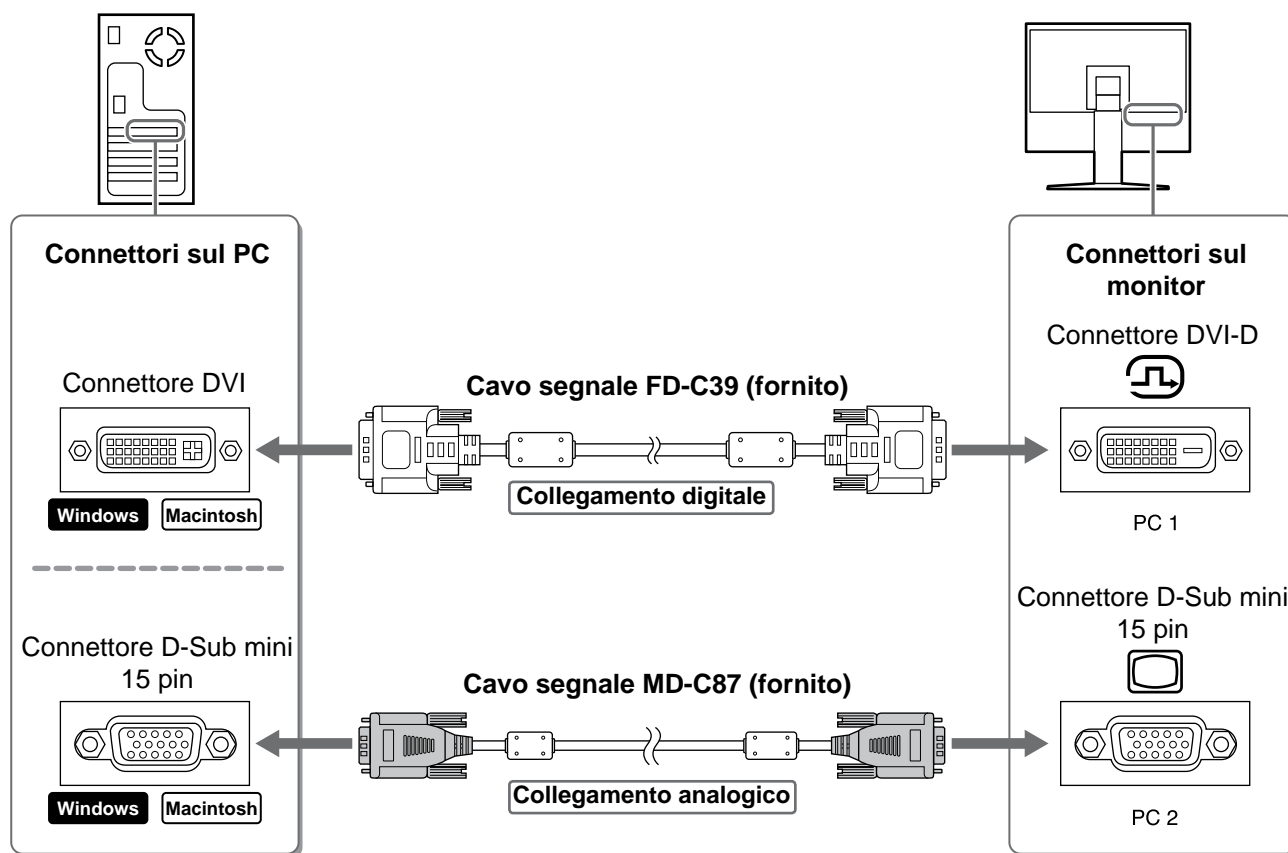 Connettori sul PC
Connettore DVI
Windows
Macintosh
Connettore D-Sub mini
15 pin
Windows
Macintosh
Cavo segnale FD-C39 (fornito)
Collegamento digitale
Cavo segnale MD-C87 (fornito)
Collegamento analogico
Connettori sul
monitor
Connettore DVI-D
PC 1
Connettore D-Sub mini
15 pin
PC 2